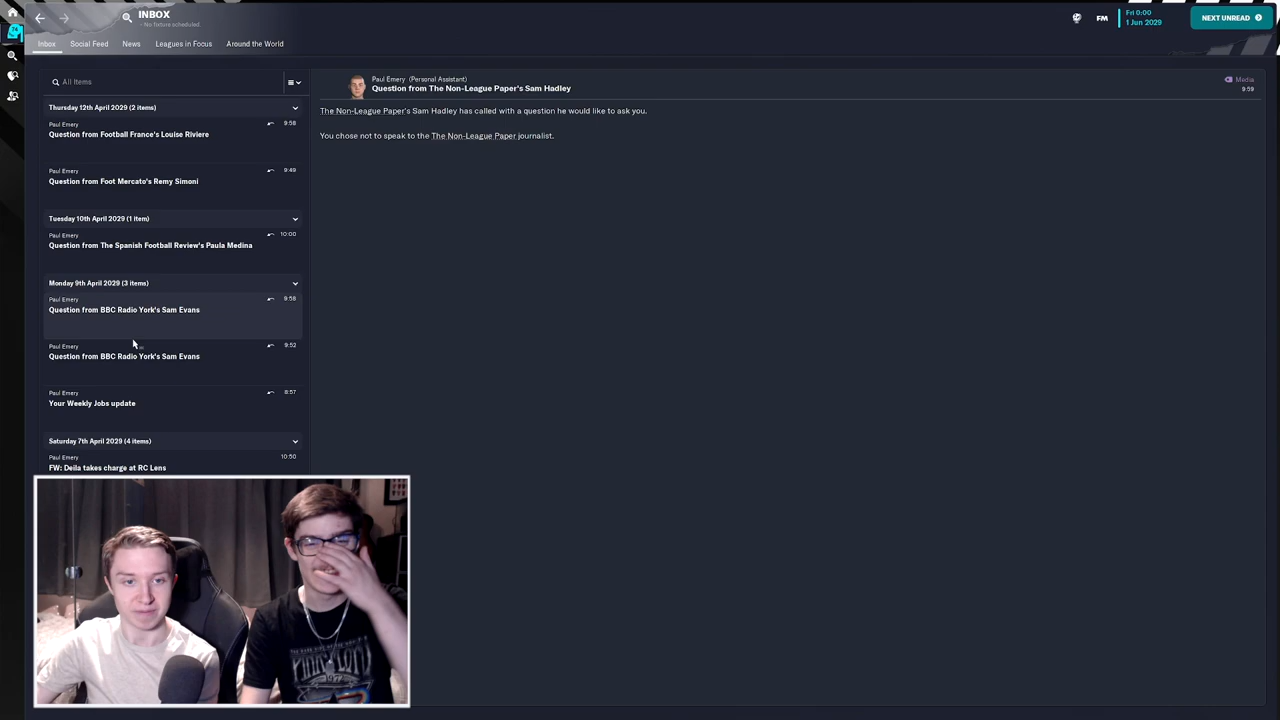 INBOX
- No fixture scheduled.
FM
Fri 0:00
1 Jun 2029
NEXT UNREAD
Inbox
Social Feed
News
Leagues in Focus
Around the World
All Items
Thursday 12th April 2029 (2 items)
Paul Emery
9:58
Question from Football France's Louise Riviere
Paul Emery
9:49
Question from Foot Mercato's Remy Simoni
Tuesday 10th April 2029 (1 item)
Paul Emery
10:00
Question from The Spanish Football Review's Paula Medina
Monday 9th April 2029 (3 items)
Paul Emery
9:58
Question from BBC Radio York's Sam Evans
Paul Emery
9:52
Question from BBC Radio York's Sam Evans
Paul Emery
8:57
Your Weekly Jobs update
Saturday 7th April 2029 (4 items)
Paul Emery
10:50
FW: Deila takes charge at RC Lens
Paul Emery (Personal Assistant)
Question from The Non-League Paper's Sam Hadley
Media
9:59
The Non-League Paper's Sam Hadley has called with a question he would like to ask you.
You chose not to speak to the The Non-League Paper journalist.
PINK FLOYD
1972